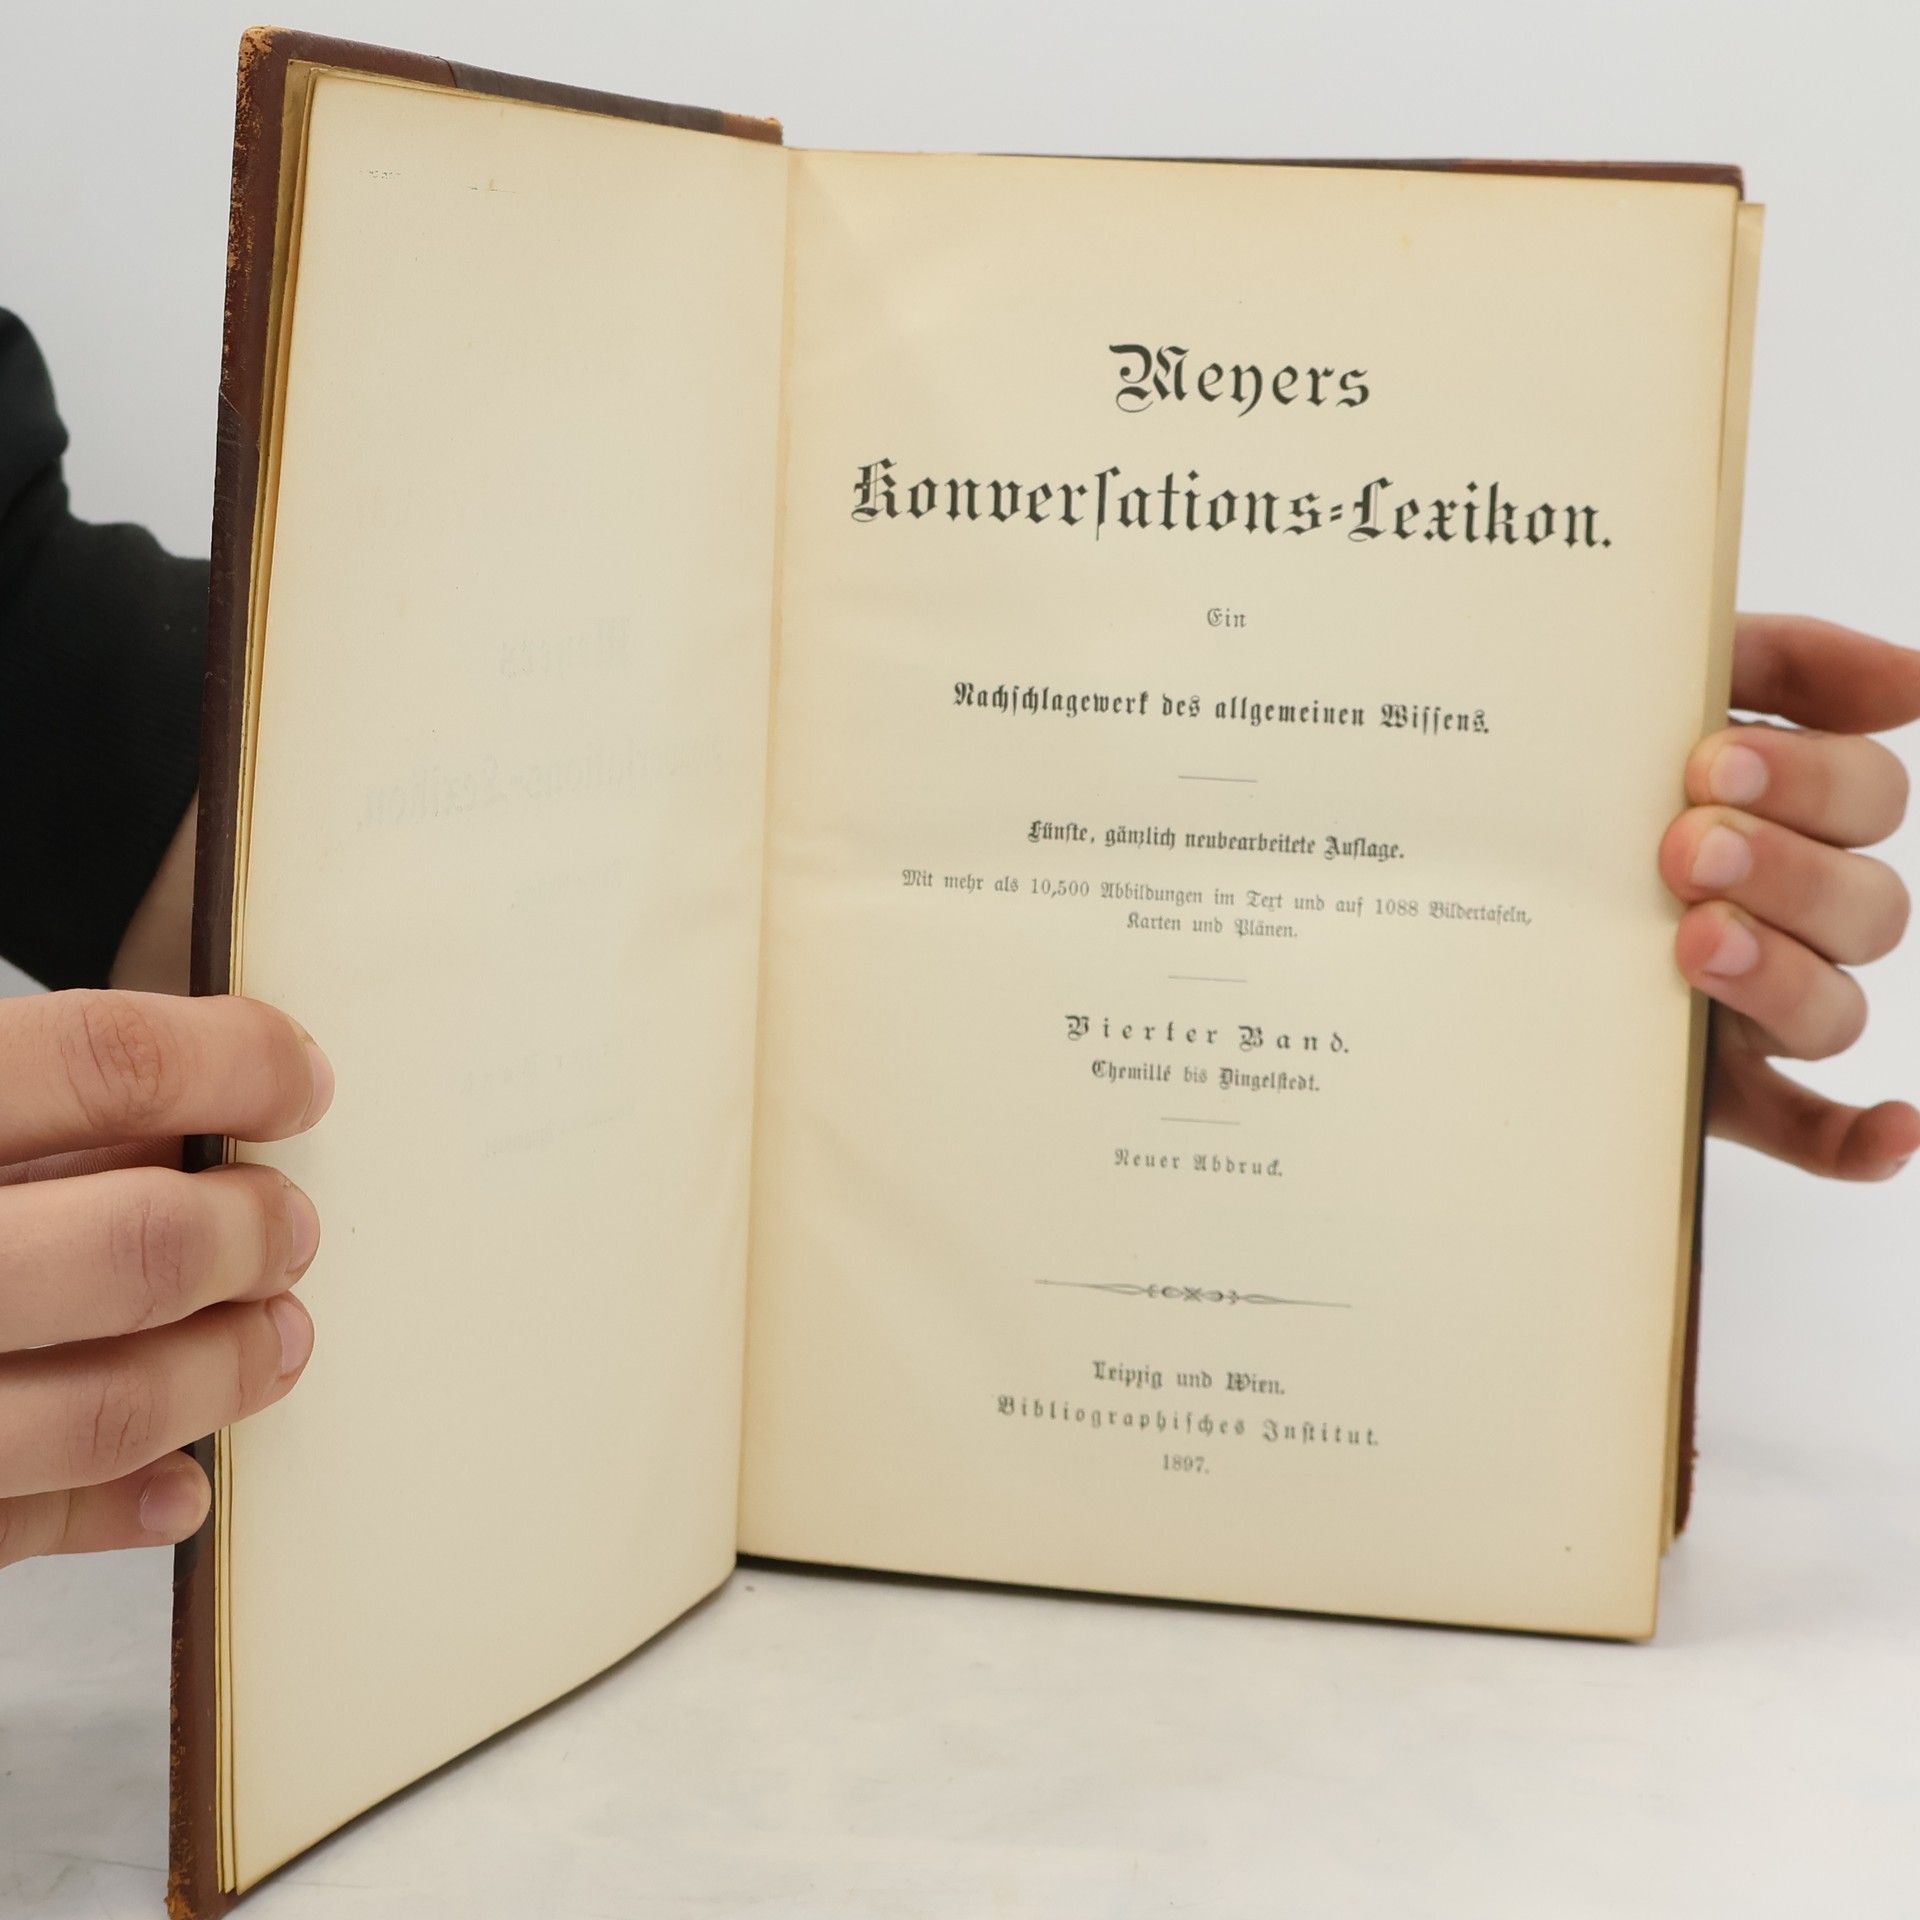 Meyers
Konverſations-Lexikon.
Ein
Nachſchlagewerk des allgemeinen Wiſſens.
Fünfte, gänzlich neubearbeitete Auflage.
Mit mehr als 10,500 Abbildungen im Text und auf 1088 Bildertafeln,
Karten und Plänen.
Vierter Band.
Chemillé bis Dingelſtedt.
Neuer Abdruck.
Leipzig und Wien.
Bibliographiſches Inſtitut.
1897.